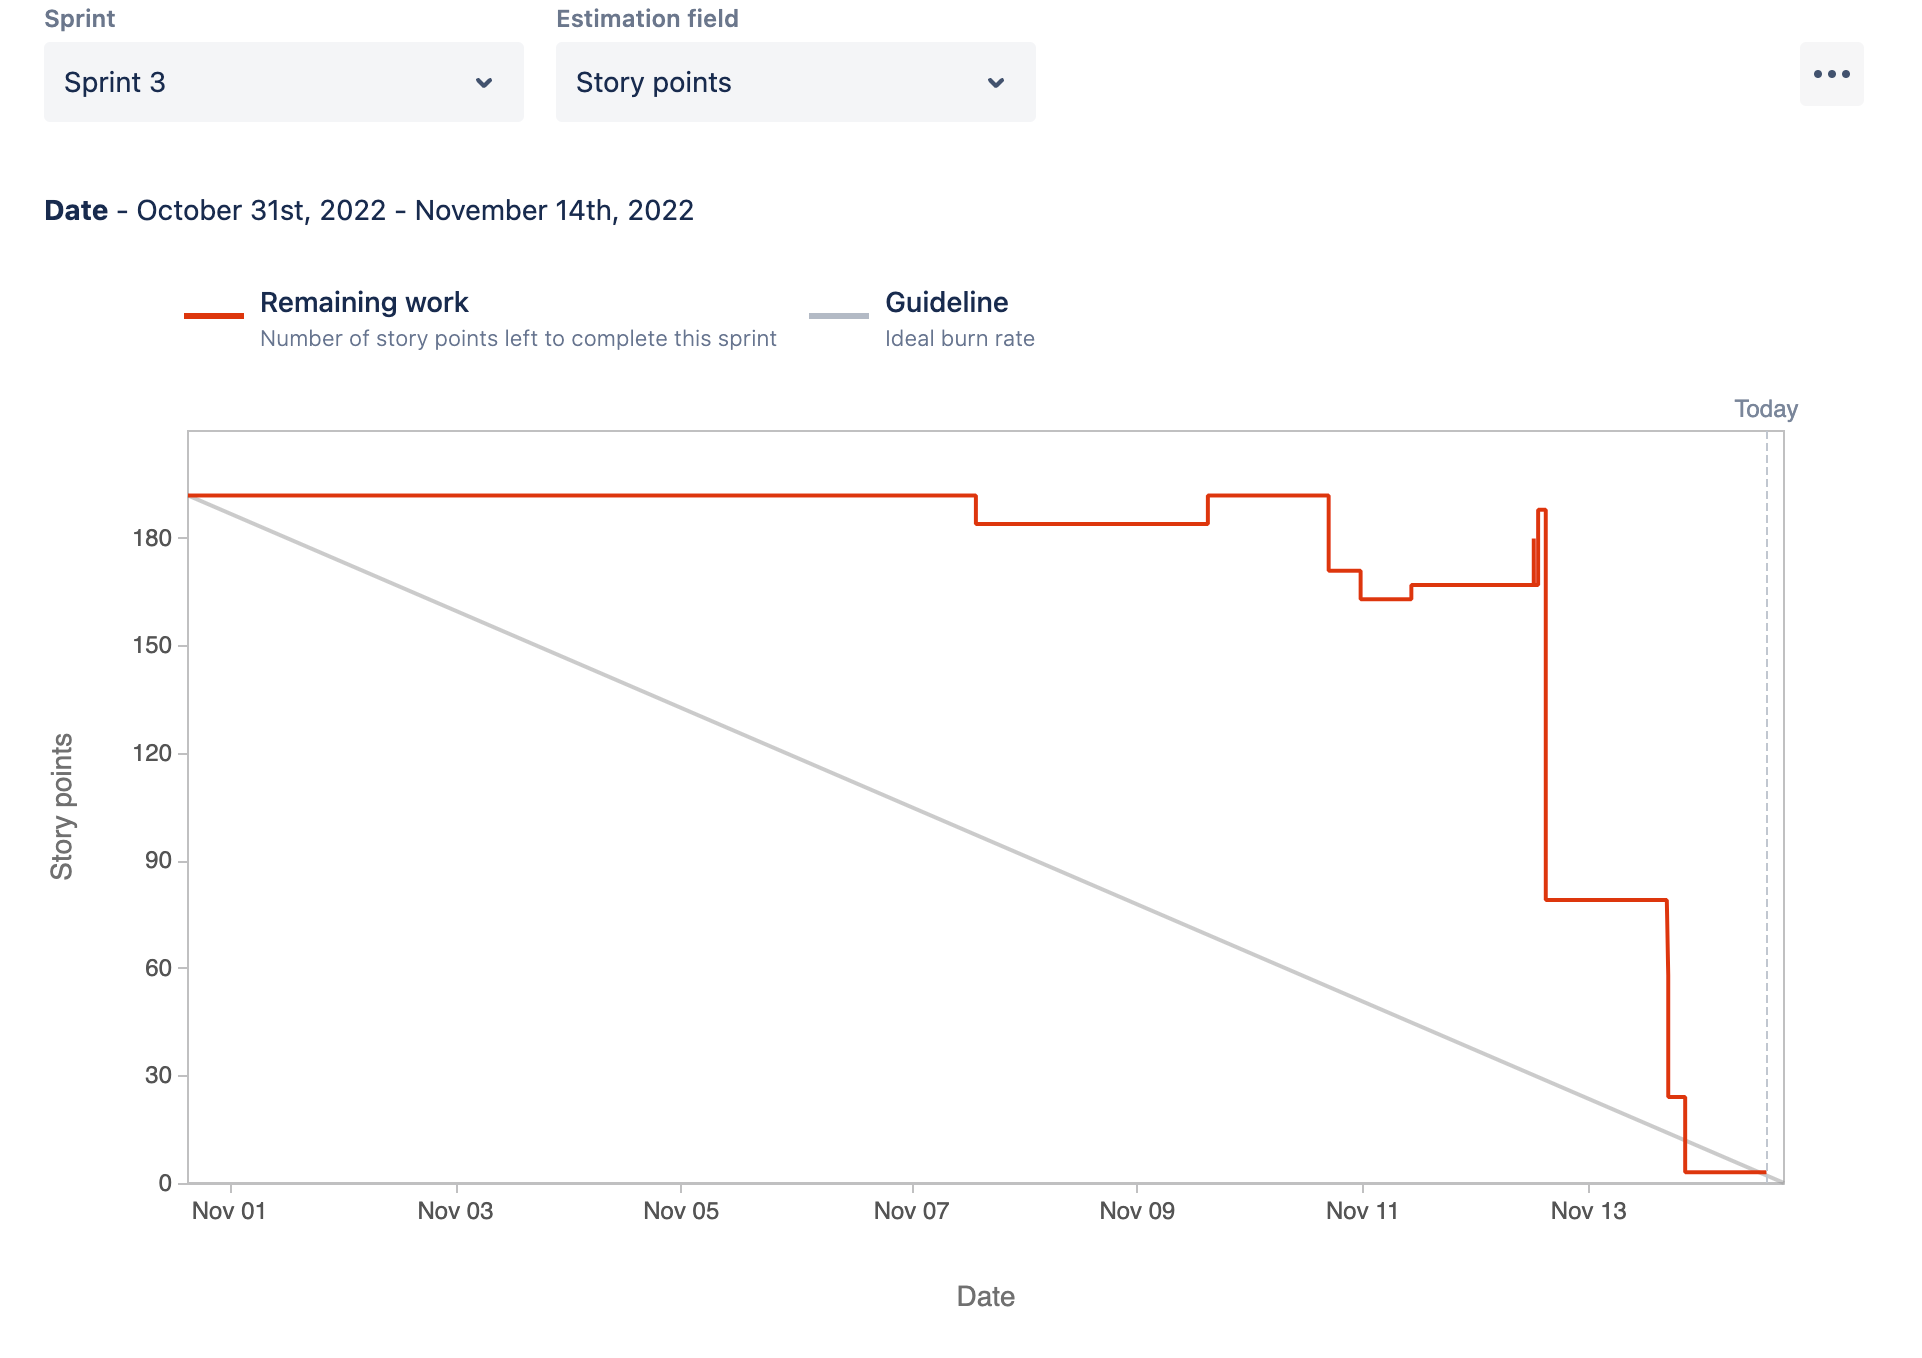 Sprint
Estimation field
Sprint 3
Story points
Date - October 31st, 2022 - November 14th, 2022
Remaining work
Number of story points left to complete this sprint
Guideline
Ideal burn rate
Today
180
150
120
90
60
30
0
Story points
Nov 01
Nov 03
Nov 05
Nov 07
Nov 09
Nov 11
Nov 13
Date